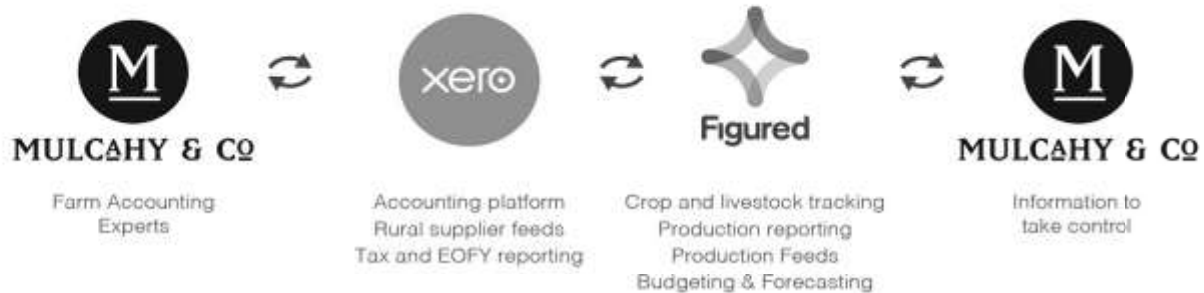 M
MULCAHY & CO
Farm Accounting
Experts
xero
Accounting platform
Rural supplier feeds
Tax and EOFY reporting
Figured
Crop and livestock tracking
Production reporting
Production Feeds
Budgeting & Forecasting
M
MULCAHY & CO
Information to
take control